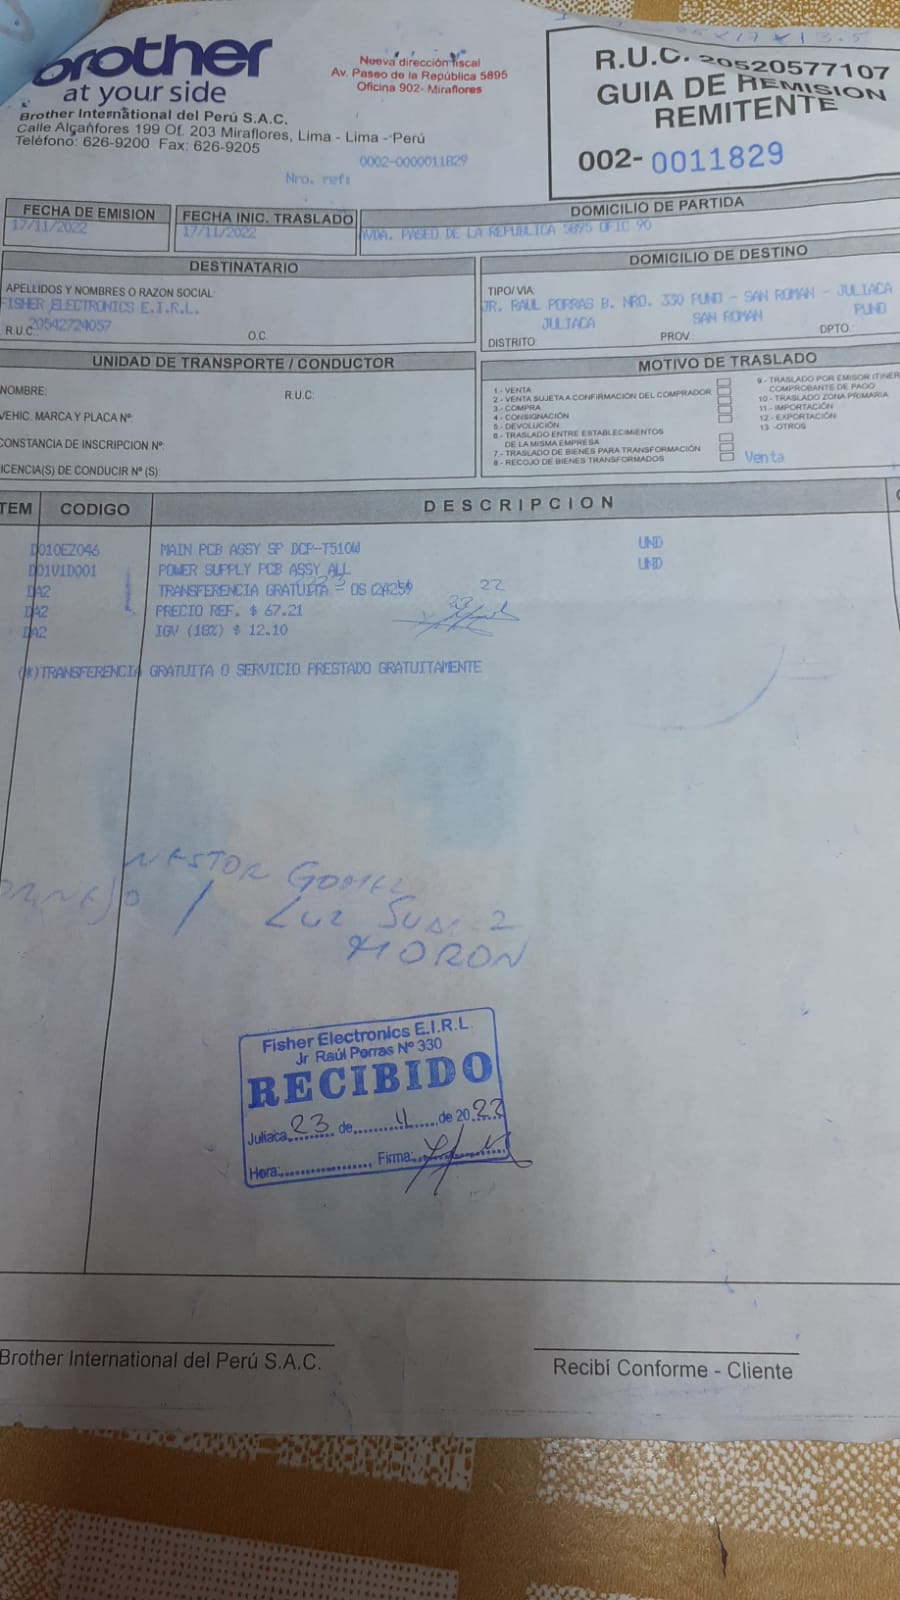 brother
at your side
Brother International del Perú S.A.C.
Calle Alçanfores 199 Of. 203 Miraflores, Lima - Lima - Perú
Teléfono: 626-9200 Fax: 626-9205
Nueva dirección fiscal
Av. Paseo de la República 5895
Oficina 902- Miraflores
0002-0000011829
Nro. ref:
R.U.C. 20520577107
GUIA DE REMISION
REMITENTE
002- 0011829
FECHA DE EMISION
17/11/2022
FECHA INIC. TRASLADO
17/11/2022
DOMICILIO DE PARTIDA
AVDA. PASEO DE LA REPUBLICA 5895 OFIC 90
DESTINATARIO
APELLIDOS Y NOMBRES O RAZON SOCIAL:
FISHER ELECTRONICS E.I.R.L.
R.U.C. 20542724057
O.C.
DOMICILIO DE DESTINO
TIPO/VIA:
JR. RAUL PORRAS B. NRO. 330 PUNO - SAN ROMAN - JULIACA
JULIACA SAN ROMAN PUNO
DISTRITO: PROV.: DPTO.:
UNIDAD DE TRANSPORTE / CONDUCTOR
NOMBRE: R.U.C:
VEHIC. MARCA Y PLACA Nº:
CONSTANCIA DE INSCRIPCION Nº:
ICENCIA(S) DE CONDUCIR Nº (S):
MOTIVO DE TRASLADO
1.- VENTA
2.- VENTA SUJETA A CONFIRMACIÓN DEL COMPRADOR
3.- COMPRA
4.- CONSIGNACIÓN
5.- DEVOLUCIÓN
6.- TRASLADO ENTRE ESTABLECIMIENTOS
DE LA MISMA EMPRESA
7.- TRASLADO DE BIENES PARA TRANSFORMACIÓN
8.- RECOJO DE BIENES TRANSFORMADOS
9.- TRASLADO POR EMISOR ITINER
COMPROBANTE DE PAGO
10.- TRASLADO ZONA PRIMARIA
11.- IMPORTACIÓN
12.- EXPORTACIÓN
13 -OTROS
Venta
TEM CODIGO DESCRIPCION
D010EZ046 MAIN PCB ASSY SP DCP-T510W UND
D01V1D001 POWER SUPPLY PCB ASSY ALL UND
DA2 TRANSFERENCIA GRATUITA = OS
22
DA2 PRECIO REF. $ 67.21
DA2 IGV (18%) $ 12.10
(*)TRANSFERENCIA GRATUITA O SERVICIO PRESTADO GRATUITAMENTE
NESTOR GOMEZ
/ LUZ
MORON
Fisher Electronics E.I.R.L.
Jr Raúl Porras Nº 330
RECIBIDO
Juliaca, 23 de 11 de 2022
Hora: Firma:
Brother International del Perú S.A.C.
Recibí Conforme - Cliente